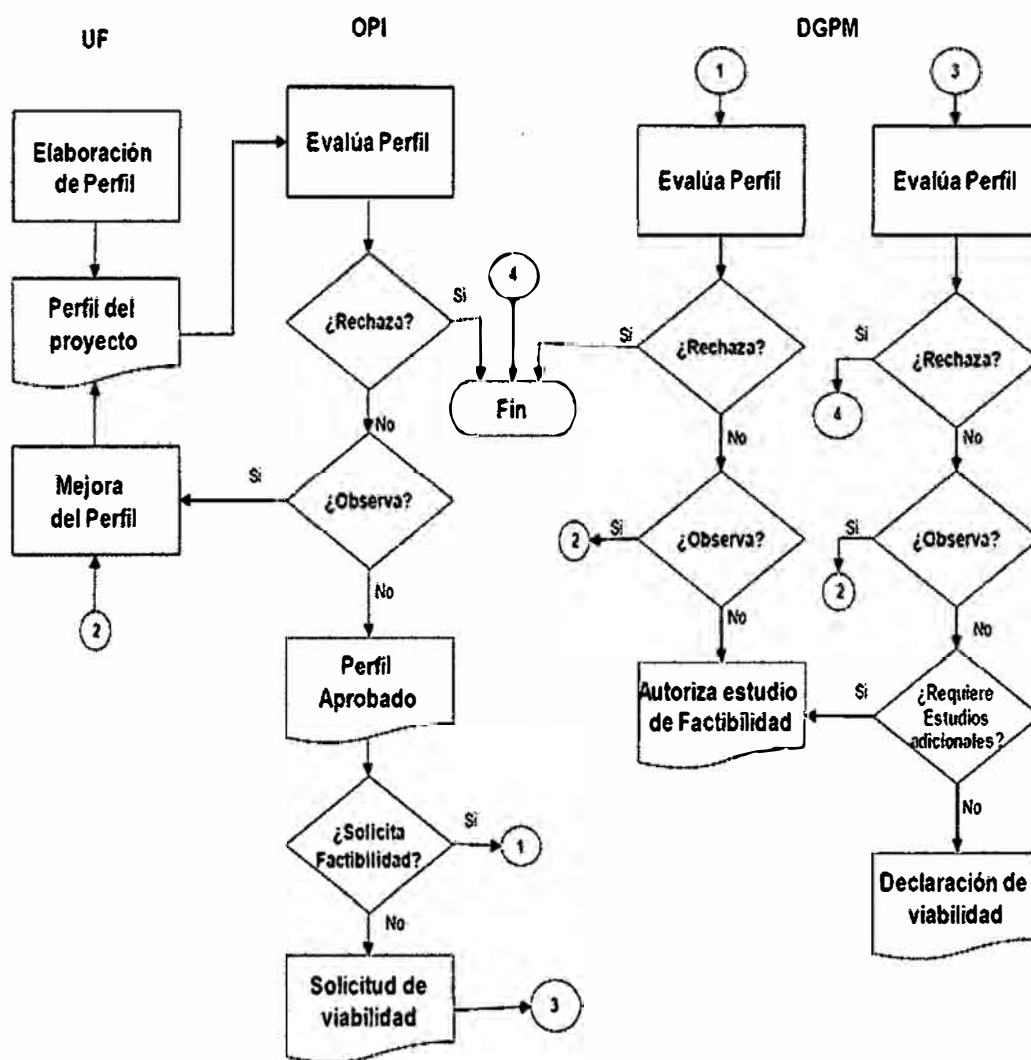 UF
OPI
DGPM
Elaboración
de Perfil
Perfil del
proyecto
Mejora
del Perfil
2
Evalúa Perfil
¿Rechaza?
Si
No
4
Fin
¿Observa?
Si
No
Perfil
Aprobado
¿Solicita
Factibilidad?
Si
1
No
Solicitud de
viabilidad
3
1
Evalúa Perfil
¿Rechaza?
Si
No
¿Observa?
Si
2
No
Autoriza estudio
de Factibilidad
3
Evalúa Perfil
¿Rechaza?
Si
4
No
¿Observa?
Si
2
No
¿Requiere
Estudios
adicionales?
Si
No
Declaración de
viabilidad